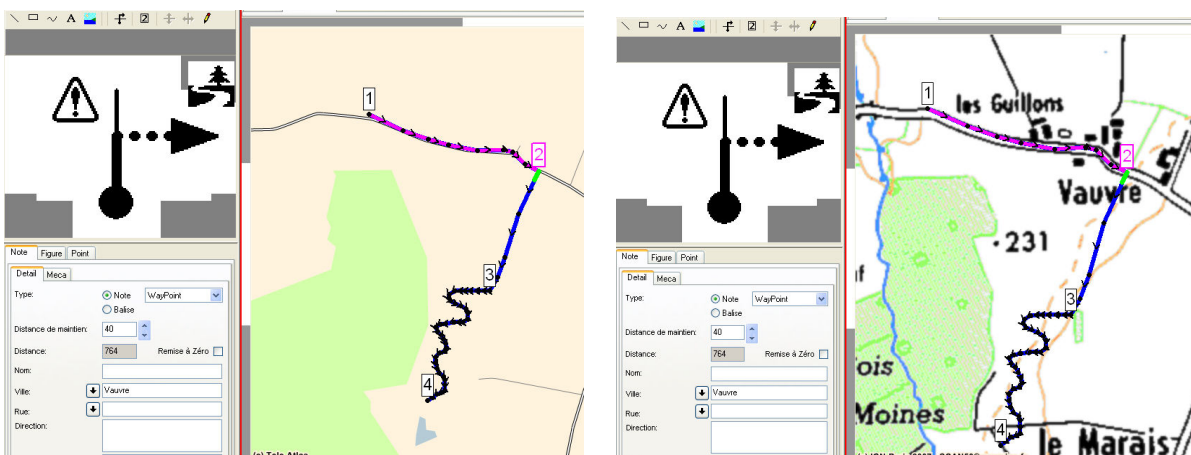 A 2
1
2
3
4
Note Figure Point
Detail Meca
Type: Note WayPoint
Balise
Distance de maintien: 40
Distance: 764 Remise à Zéro
Nom:
Ville: Vauvre
Rue:
Direction:
(c) Tele Atlas
A 2
1
les Guillons
2
Vauvre
231
3
ois
Moines
4
le Marais
Note Figure Point
Detail Meca
Type: Note WayPoint
Balise
Distance de maintien: 40
Distance: 764 Remise à Zéro
Nom:
Ville: Vauvre
Rue:
Direction: